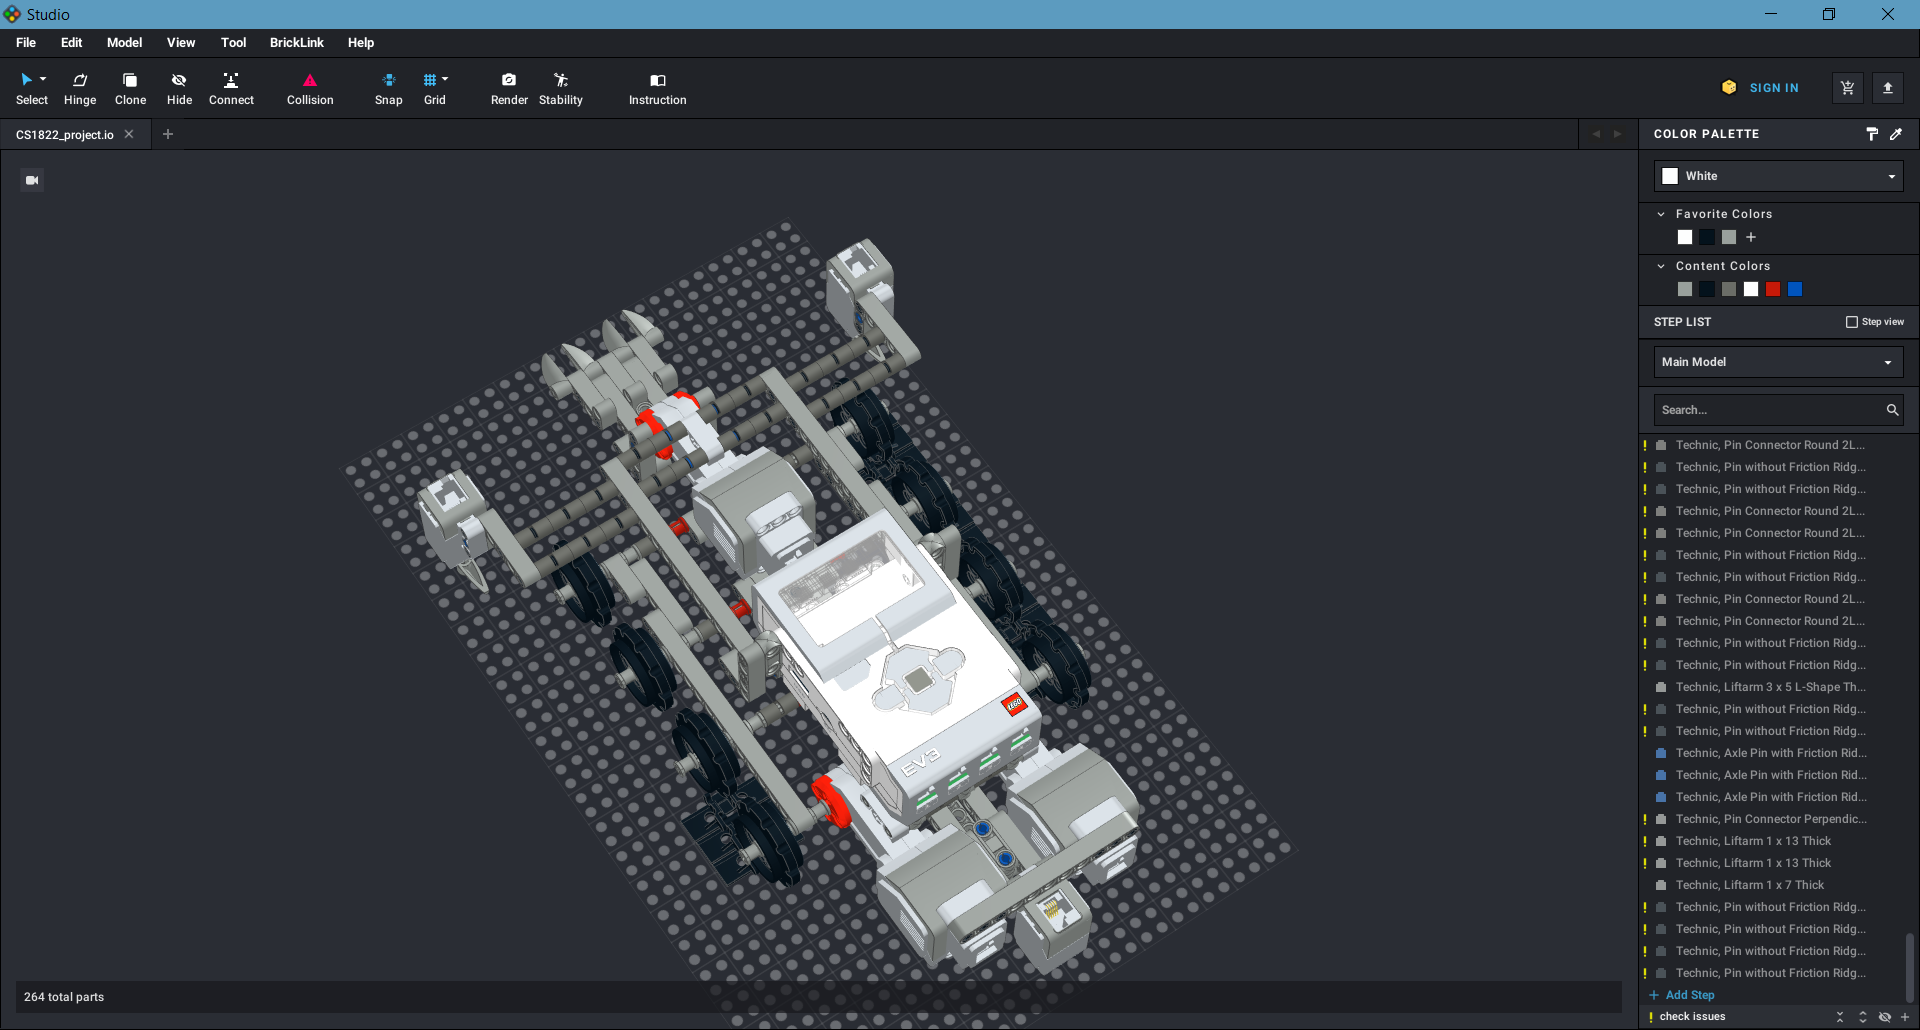 Studio
File Edit Model View Tool BrickLink Help
Select Hinge Clone Hide Connect Collision Snap Grid Render Stability Instruction
SIGN IN
CS1822_project.io
COLOR PALETTE
White
Favorite Colors
Content Colors
STEP LIST Step view
Main Model
Search...
Technic, Pin Connector Round 2L...
Technic, Pin without Friction Ridg...
Technic, Pin without Friction Ridg...
Technic, Pin Connector Round 2L...
Technic, Pin Connector Round 2L...
Technic, Pin without Friction Ridg...
Technic, Pin without Friction Ridg...
Technic, Pin Connector Round 2L...
Technic, Pin Connector Round 2L...
Technic, Pin without Friction Ridg...
Technic, Pin without Friction Ridg...
Technic, Liftarm 3 x 5 L-Shape Th...
Technic, Pin without Friction Ridg...
Technic, Pin without Friction Ridg...
Technic, Axle Pin with Friction Rid...
Technic, Axle Pin with Friction Rid...
Technic, Axle Pin with Friction Rid...
Technic, Pin Connector Perpendic...
Technic, Liftarm 1 x 13 Thick
Technic, Liftarm 1 x 13 Thick
Technic, Liftarm 1 x 7 Thick
Technic, Pin without Friction Ridg...
Technic, Pin without Friction Ridg...
Technic, Pin without Friction Ridg...
Technic, Pin without Friction Ridg...
+ Add Step
! check issues
LEGO
EV3
264 total parts